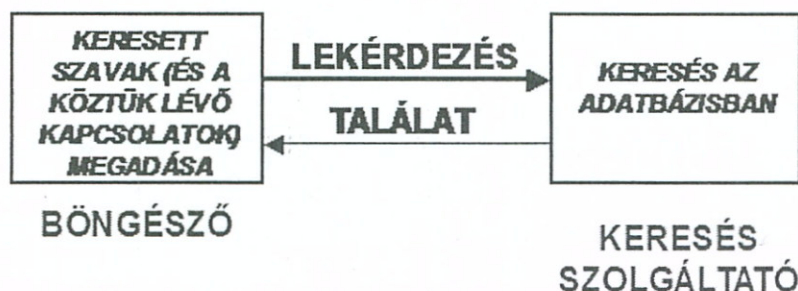 KERESETT
SZAVAK (ÉS A
KÖZTÜK LÉVŐ
KAPCSOLATOK)
MEGADÁSA
BÖNGÉSZŐ
LEKÉRDEZÉS
TALÁLAT
KERESÉS AZ
ADATBÁZISBAN
KERESÉS
SZOLGÁLTATÓ